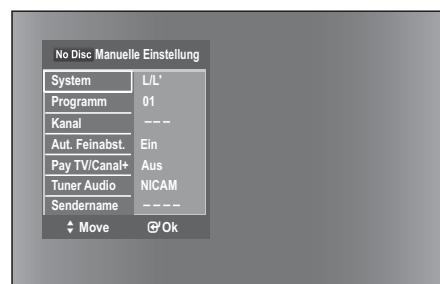 No Disc Manuelle Einstellung
System L/L'
Programm 01
Kanal –––
Aut. Feinabst. Ein
Pay TV/Canal+ Aus
Tuner Audio NICAM
Sendername ––––
Move Ok